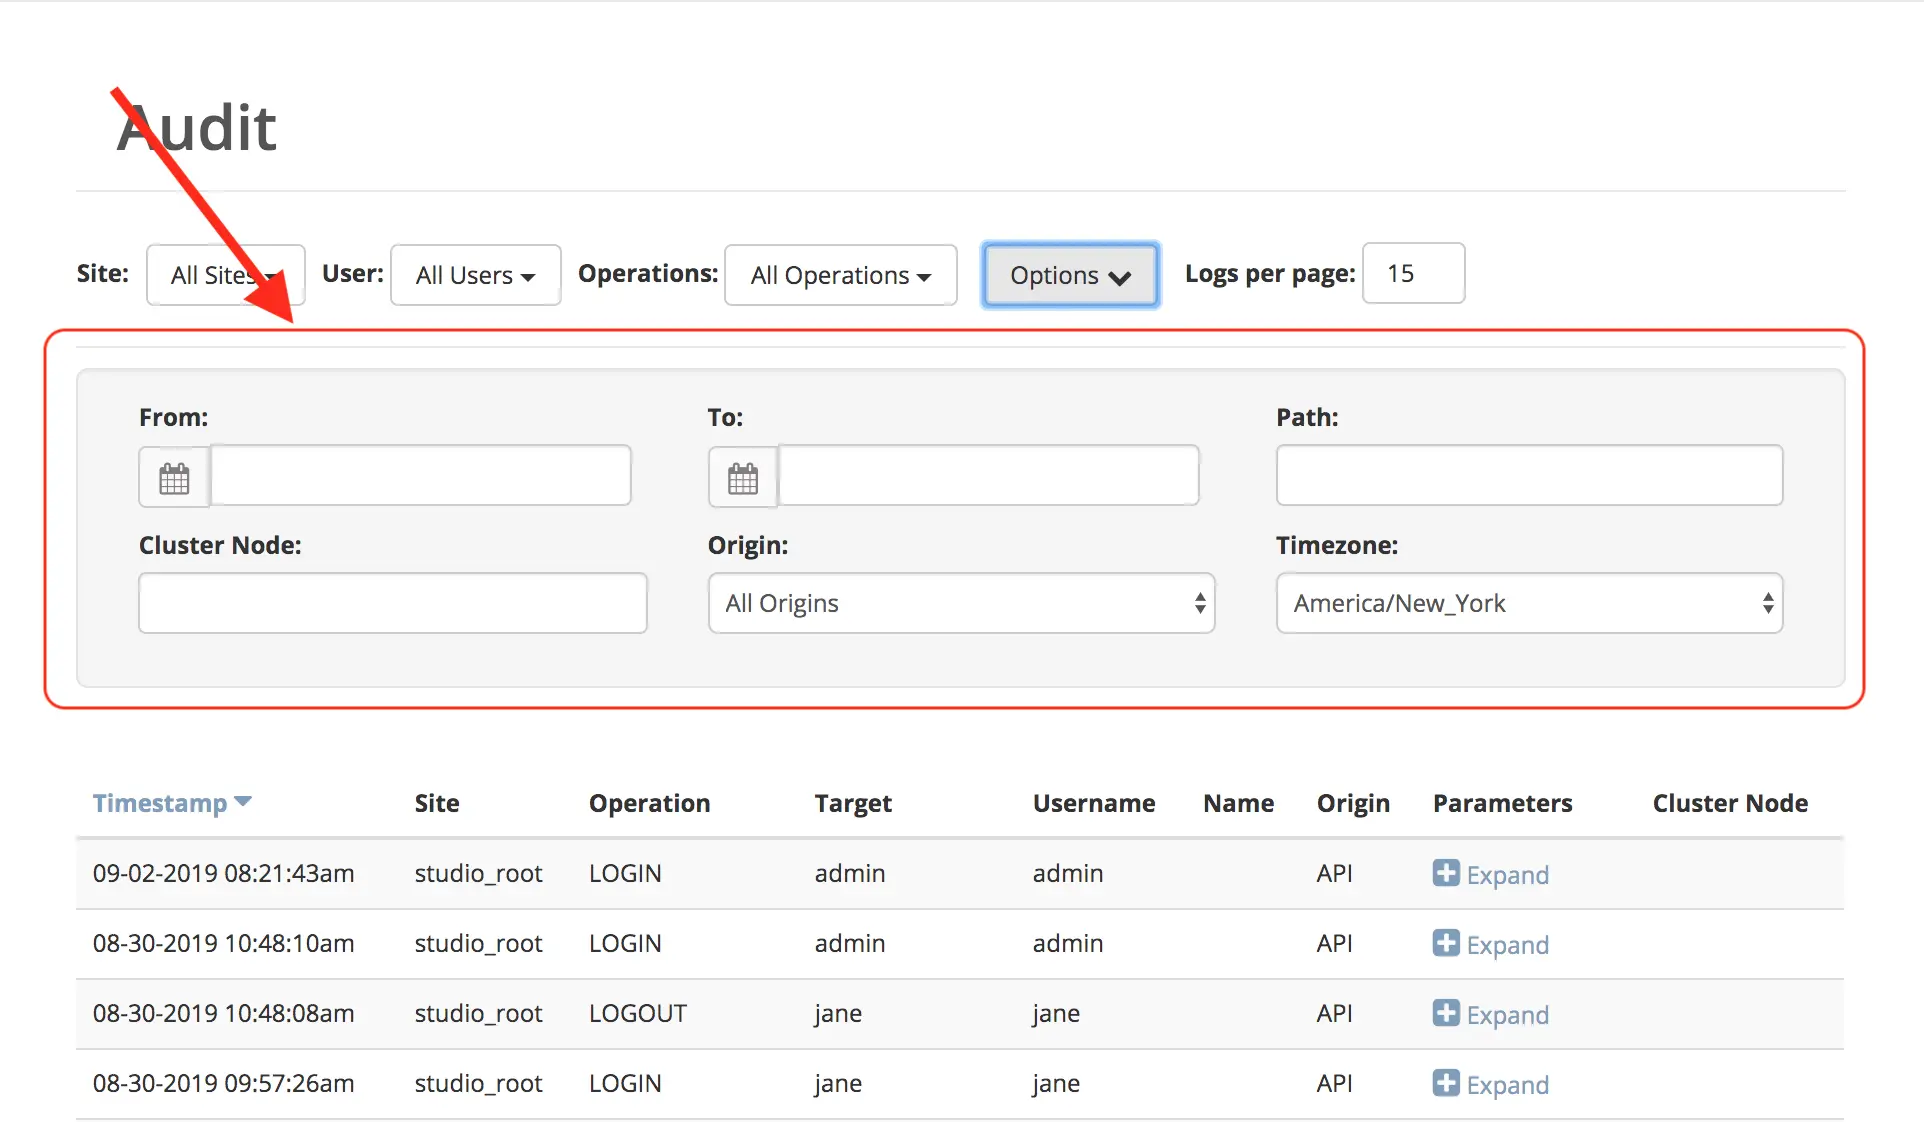 Audit
Site: All Sites User: All Users Operations: All Operations Options Logs per page: 15
From: To: Path:
Cluster Node: Origin: Timezone:
All Origins America/New_York
Timestamp Site Operation Target Username Name Origin Parameters Cluster Node
09-02-2019 08:21:43am studio_root LOGIN admin admin API Expand
08-30-2019 10:48:10am studio_root LOGIN admin admin API Expand
08-30-2019 10:48:08am studio_root LOGOUT jane jane API Expand
08-30-2019 09:57:26am studio_root LOGIN jane jane API Expand